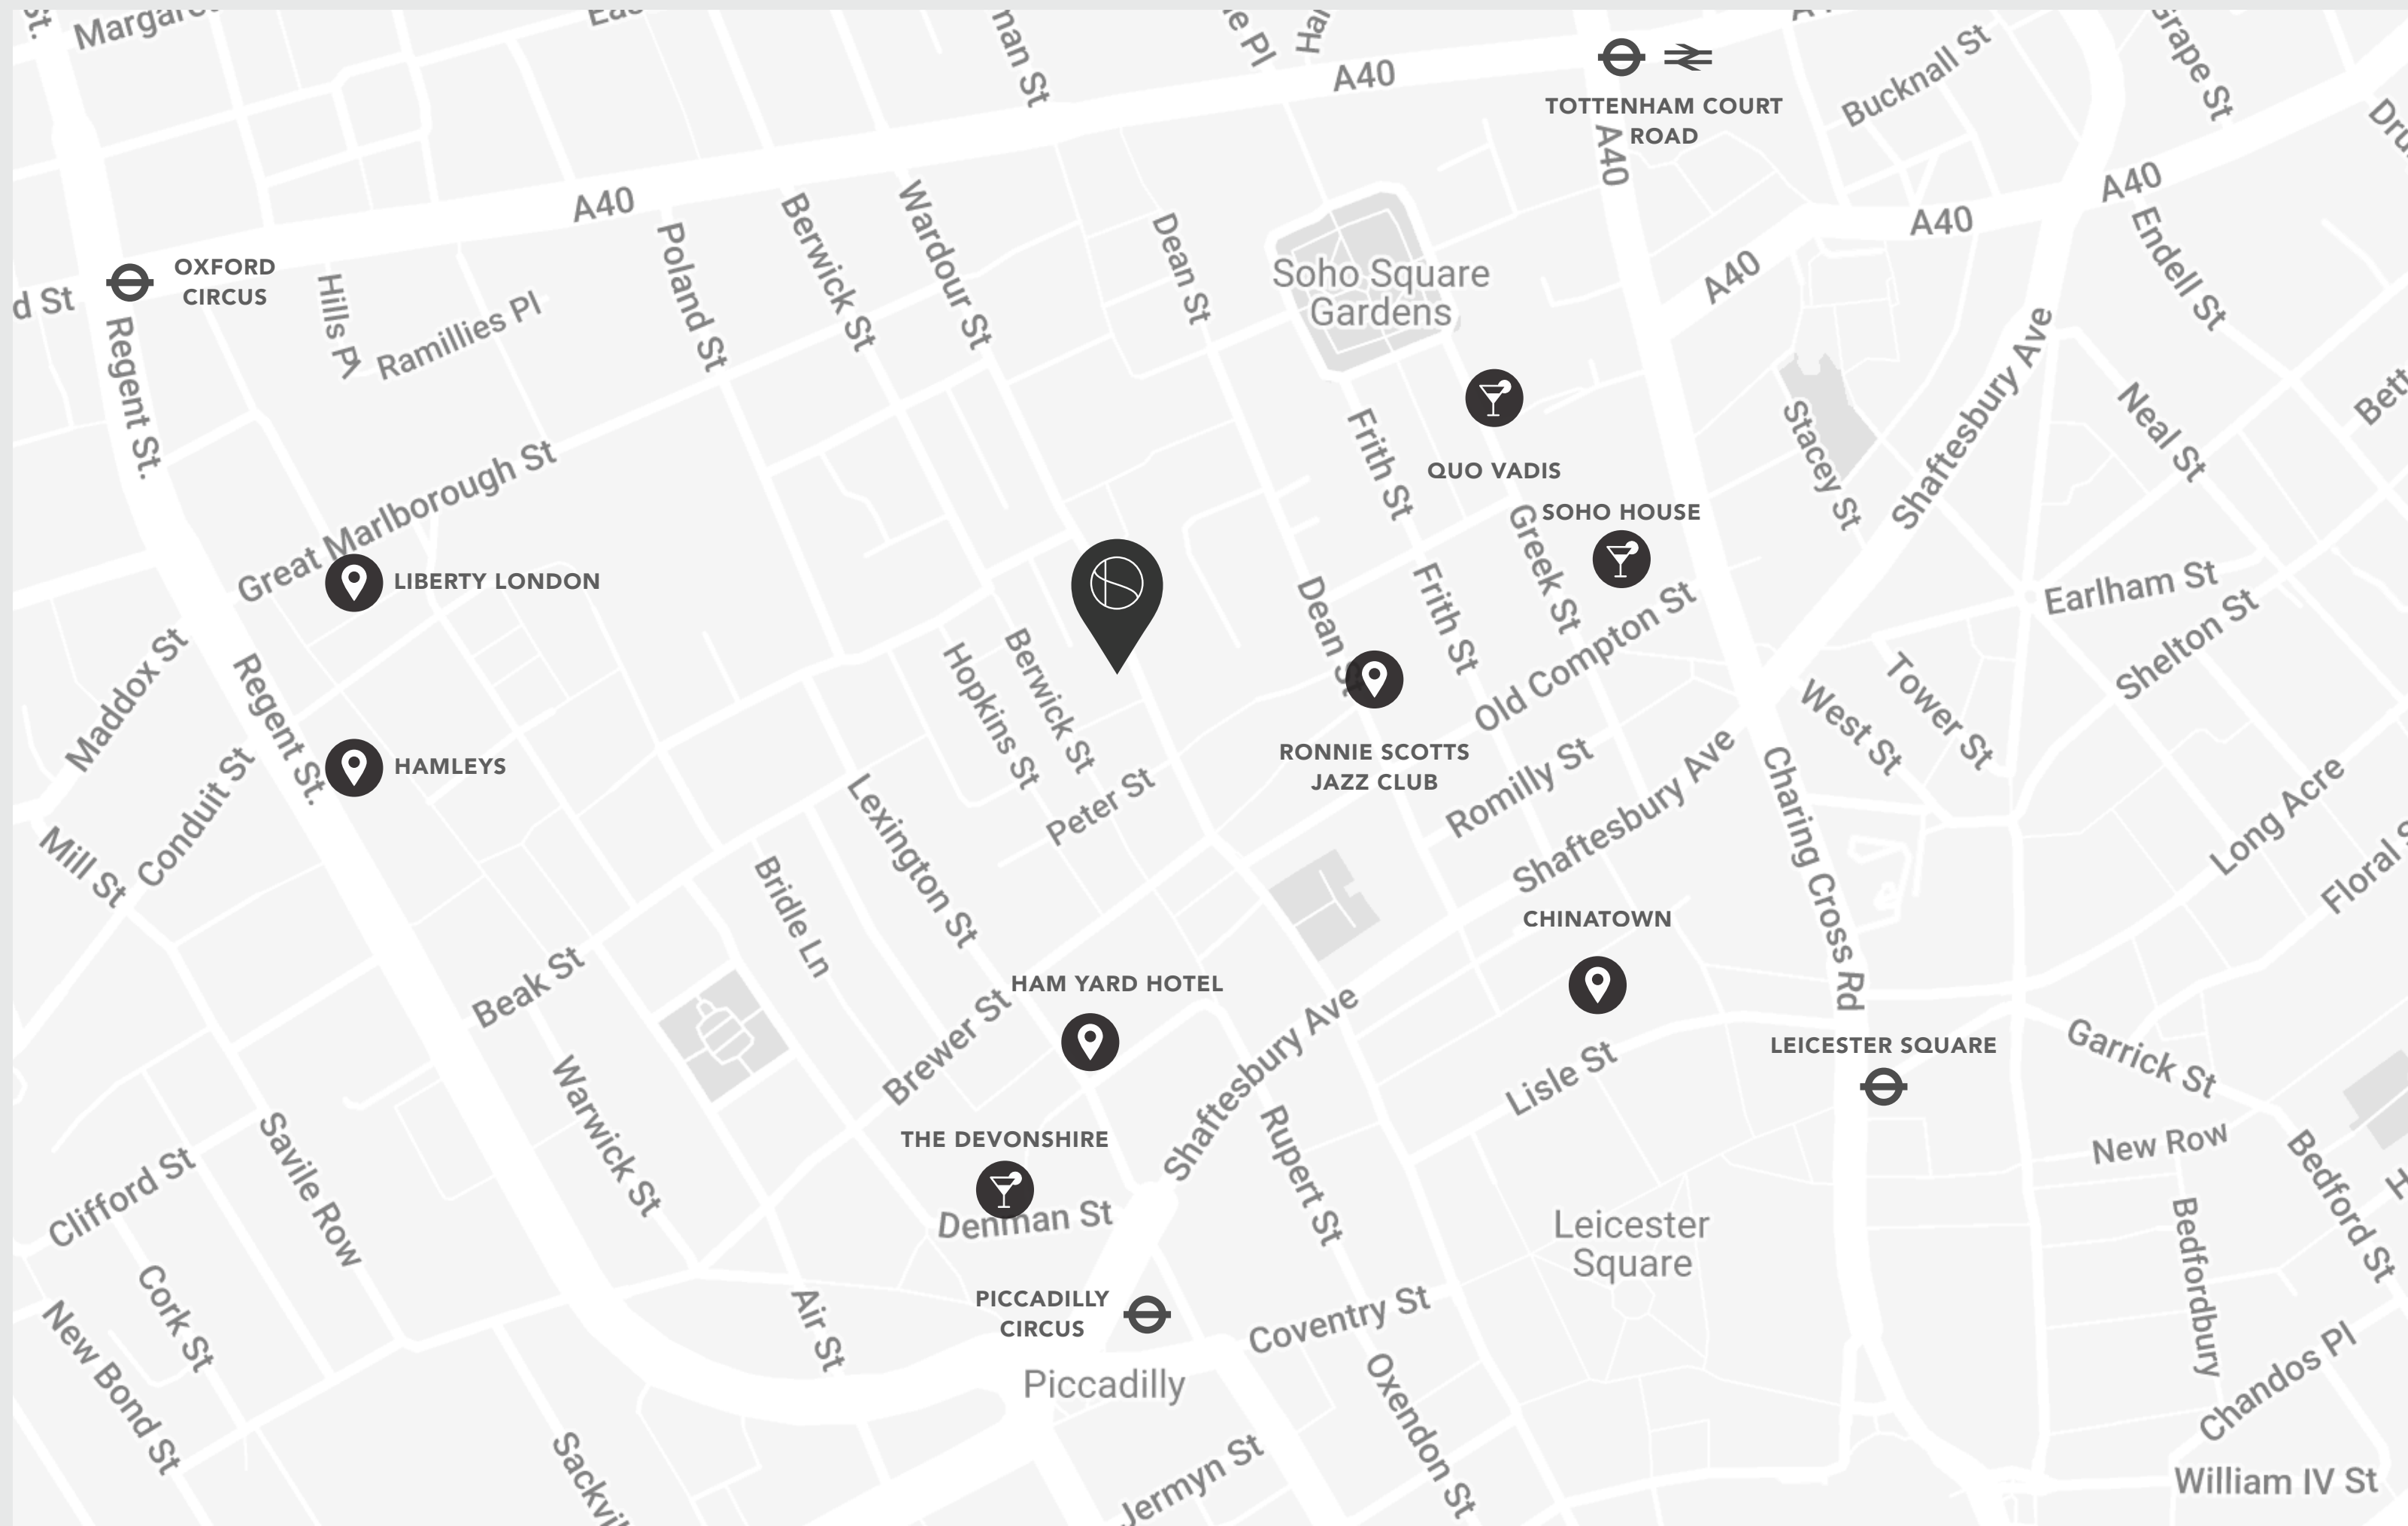 A40
TOTTENHAM COURT
ROAD
Bucknall St
Grape St
A40
A40
A40
A40
A40
Endell St
OXFORD
CIRCUS
Hills Pl
Ramillies Pl
Poland St
Berwick St
Wardour St
Dean St
Soho Square
Gardens
Regent St.
Great Marlborough St
LIBERTY LONDON
Frith St
QUO VADIS
SOHO HOUSE
Greek St
Stacey St
Shaftesbury Ave
Neal St
Earlham St
Shelton St
Maddox St
Regent St.
HAMLEYS
Conduit St
Mill St
Hopkins St
Berwick St
Peter St
Dean St
Frith St
Old Compton St
RONNIE SCOTTS
JAZZ CLUB
Romilly St
Shaftesbury Ave
West St
Tower St
Charing Cross Rd
Long Acre
Floral
Lexington St
Bridle Ln
Beak St
HAM YARD HOTEL
Brewer St
CHINATOWN
Shaftesbury Ave
Lisle St
LEICESTER SQUARE
Garrick St
New Row
Bedford St
Bedfordbury
Clifford St
Savile Row
Warwick St
THE DEVONSHIRE
Denman St
Rupert St
Leicester
Square
Cork St
New Bond St
Air St
PICCADILLY
CIRCUS
Piccadilly
Coventry St
Oxendon St
Jermyn St
Chandos Pl
William IV St